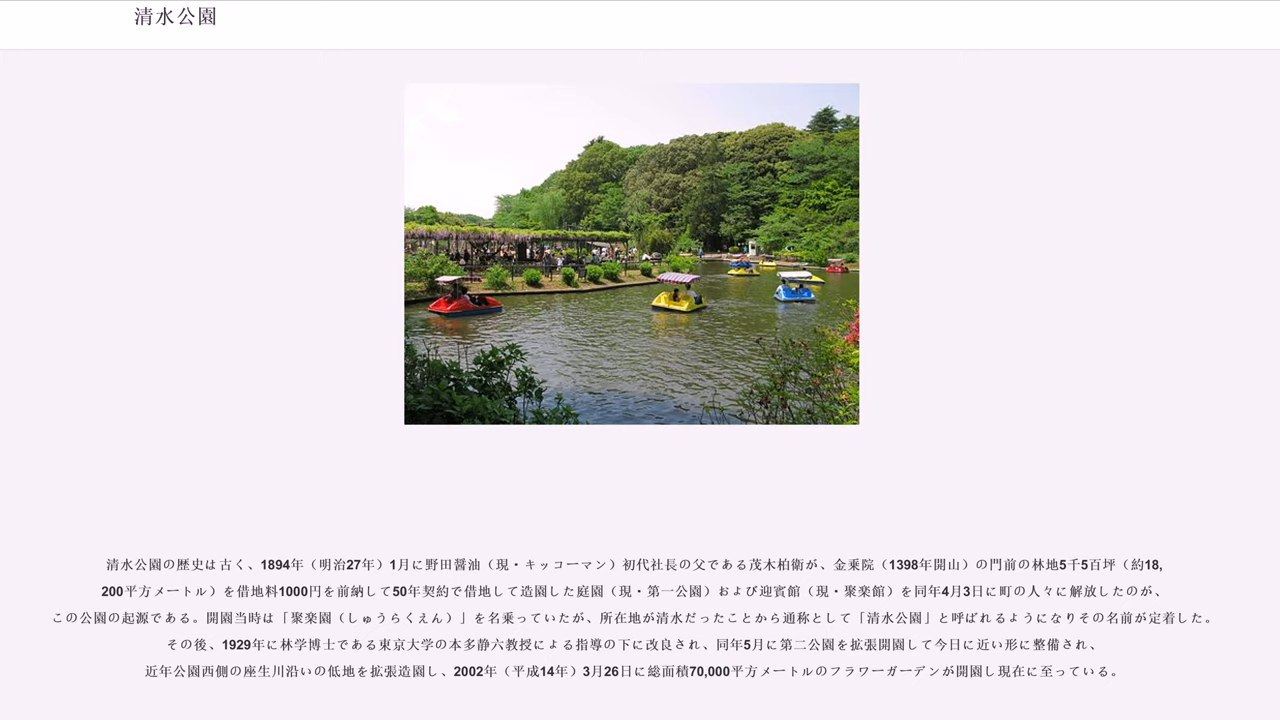 清水公園
清水公園の歴史は古く、1894年（明治27年）1月に野田醤油（現・キッコーマン）初代社長の父である茂木柏衛が、金乗院（1398年開山）の門前の林地5千5百坪（約18,
200平方メートル）を借地料1000円を前納して50年契約で借地して造園した庭園（現・第一公園）および迎賓館（現・聚楽館）を同年4月3日に町の人々に解放したのが、
この公園の起源である。開園当時は「聚楽園（しゅうらくえん）」を名乗っていたが、所在地が清水だったことから通称として「清水公園」と呼ばれるようになりその名前が定着した。
その後、1929年に林学博士である東京大学の本多静六教授による指導の下に改良され、同年5月に第二公園を拡張開園して今日に近い形に整備され、
近年公園西側の座生川沿いの低地を拡張造園し、2002年（平成14年）3月26日に総面積70,000平方メートルのフラワーガーデンが開園し現在に至っている。